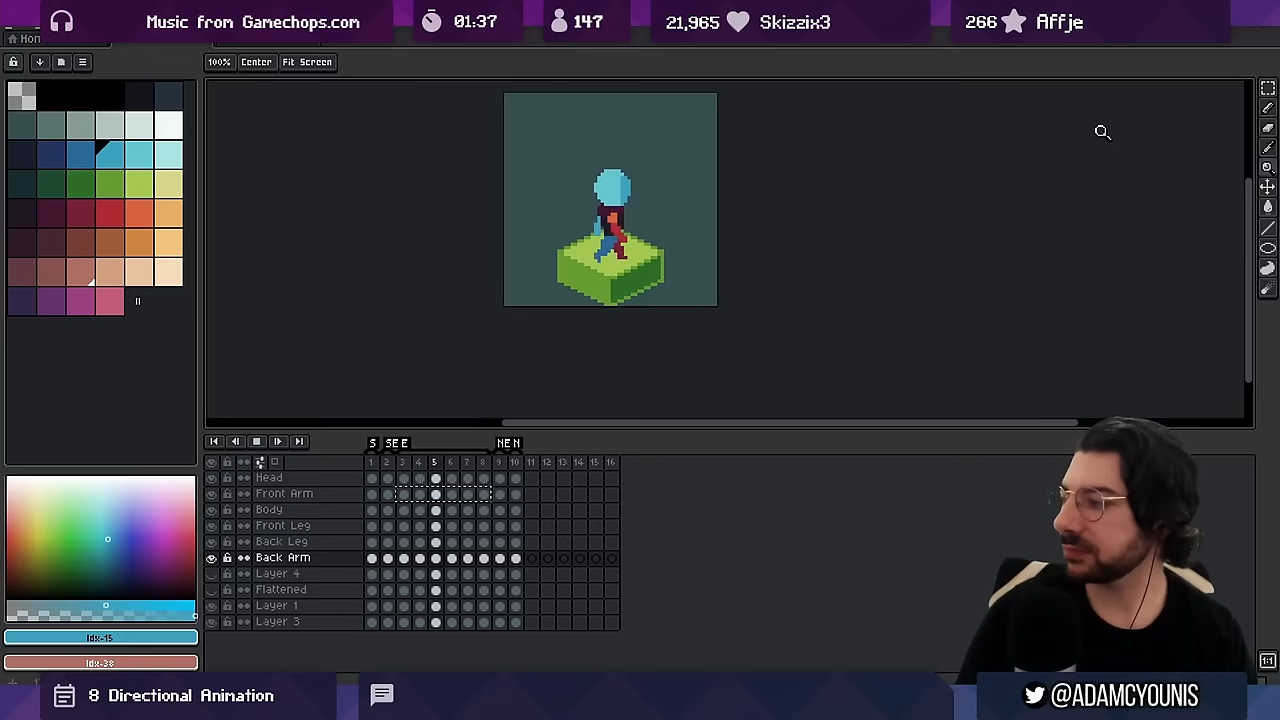 Music from Gamechops.com
01:37
147
21,965 Skizzix3
266 Affje
Hon
100% Center Fit Screen
S SE E NE N
1 2 3 4 5 6 7 8 9 10 11 12 13 14 15 16
Head
Front Arm
Body
Front Leg
Back Leg
Back Arm
Layer 4
Flattened
Layer 1
Layer 3
Idx-15
Idx-38
1:1
8 Directional Animation
@ADAMCYOUNIS